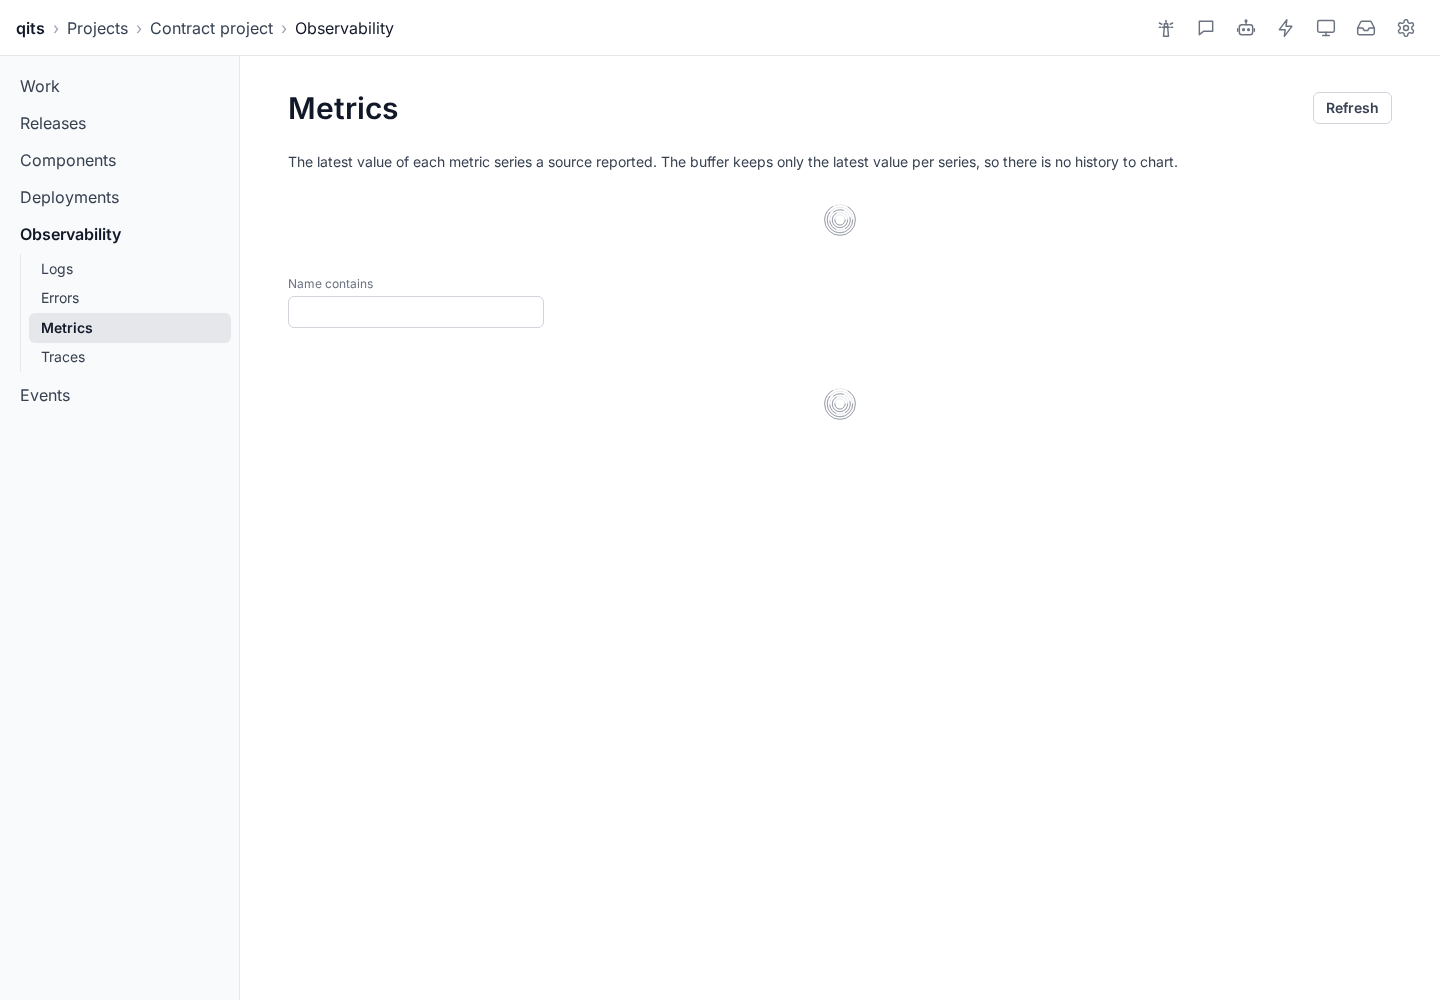 qits › Projects › Contract project › Observability
Work
Releases
Components
Deployments
Observability
Logs
Errors
Metrics
Traces
Events
Metrics
Refresh
The latest value of each metric series a source reported. The buffer keeps only the latest value per series, so there is no history to chart.
Name contains